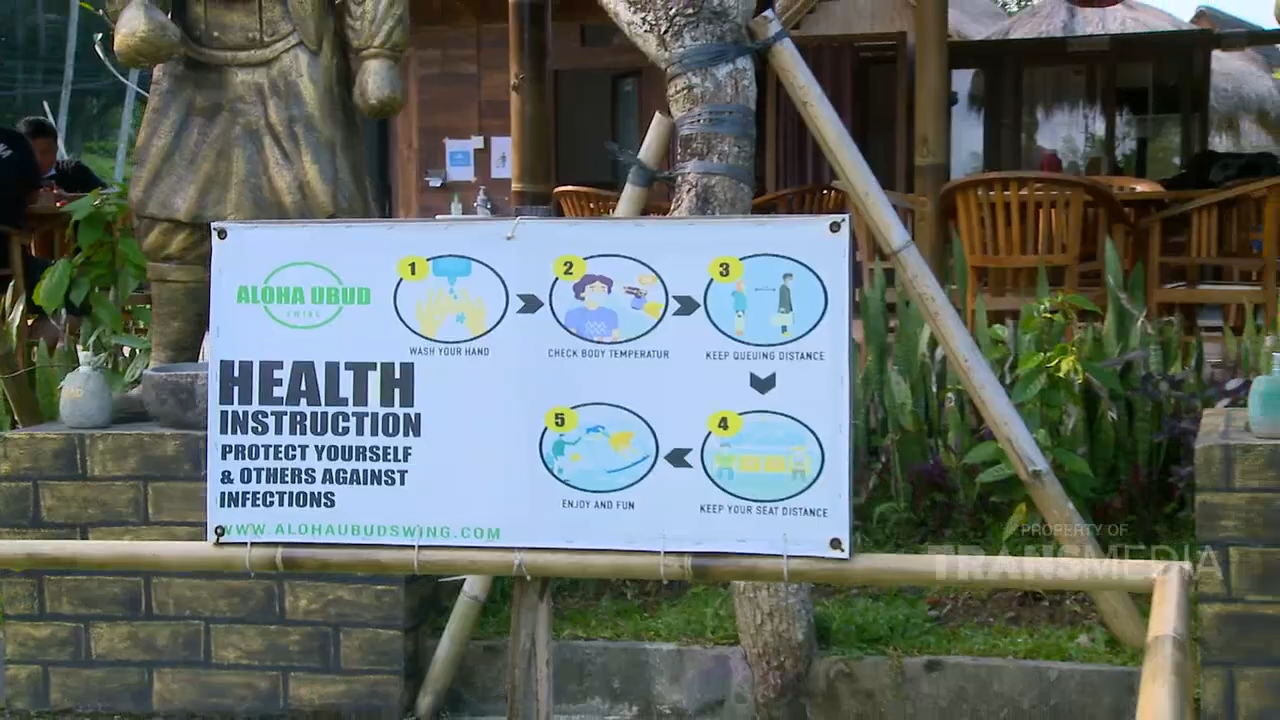 ALOHA UBUD
SWING
HEALTH
INSTRUCTION
PROTECT YOURSELF
& OTHERS AGAINST
INFECTIONS
WWW.ALOHAUBUDSWING.COM
1
WASH YOUR HAND
2
CHECK BODY TEMPERATUR
3
KEEP QUEUING DISTANCE
4
KEEP YOUR SEAT DISTANCE
5
ENJOY AND FUN
PROPERTY OF
TRANSMEDIA